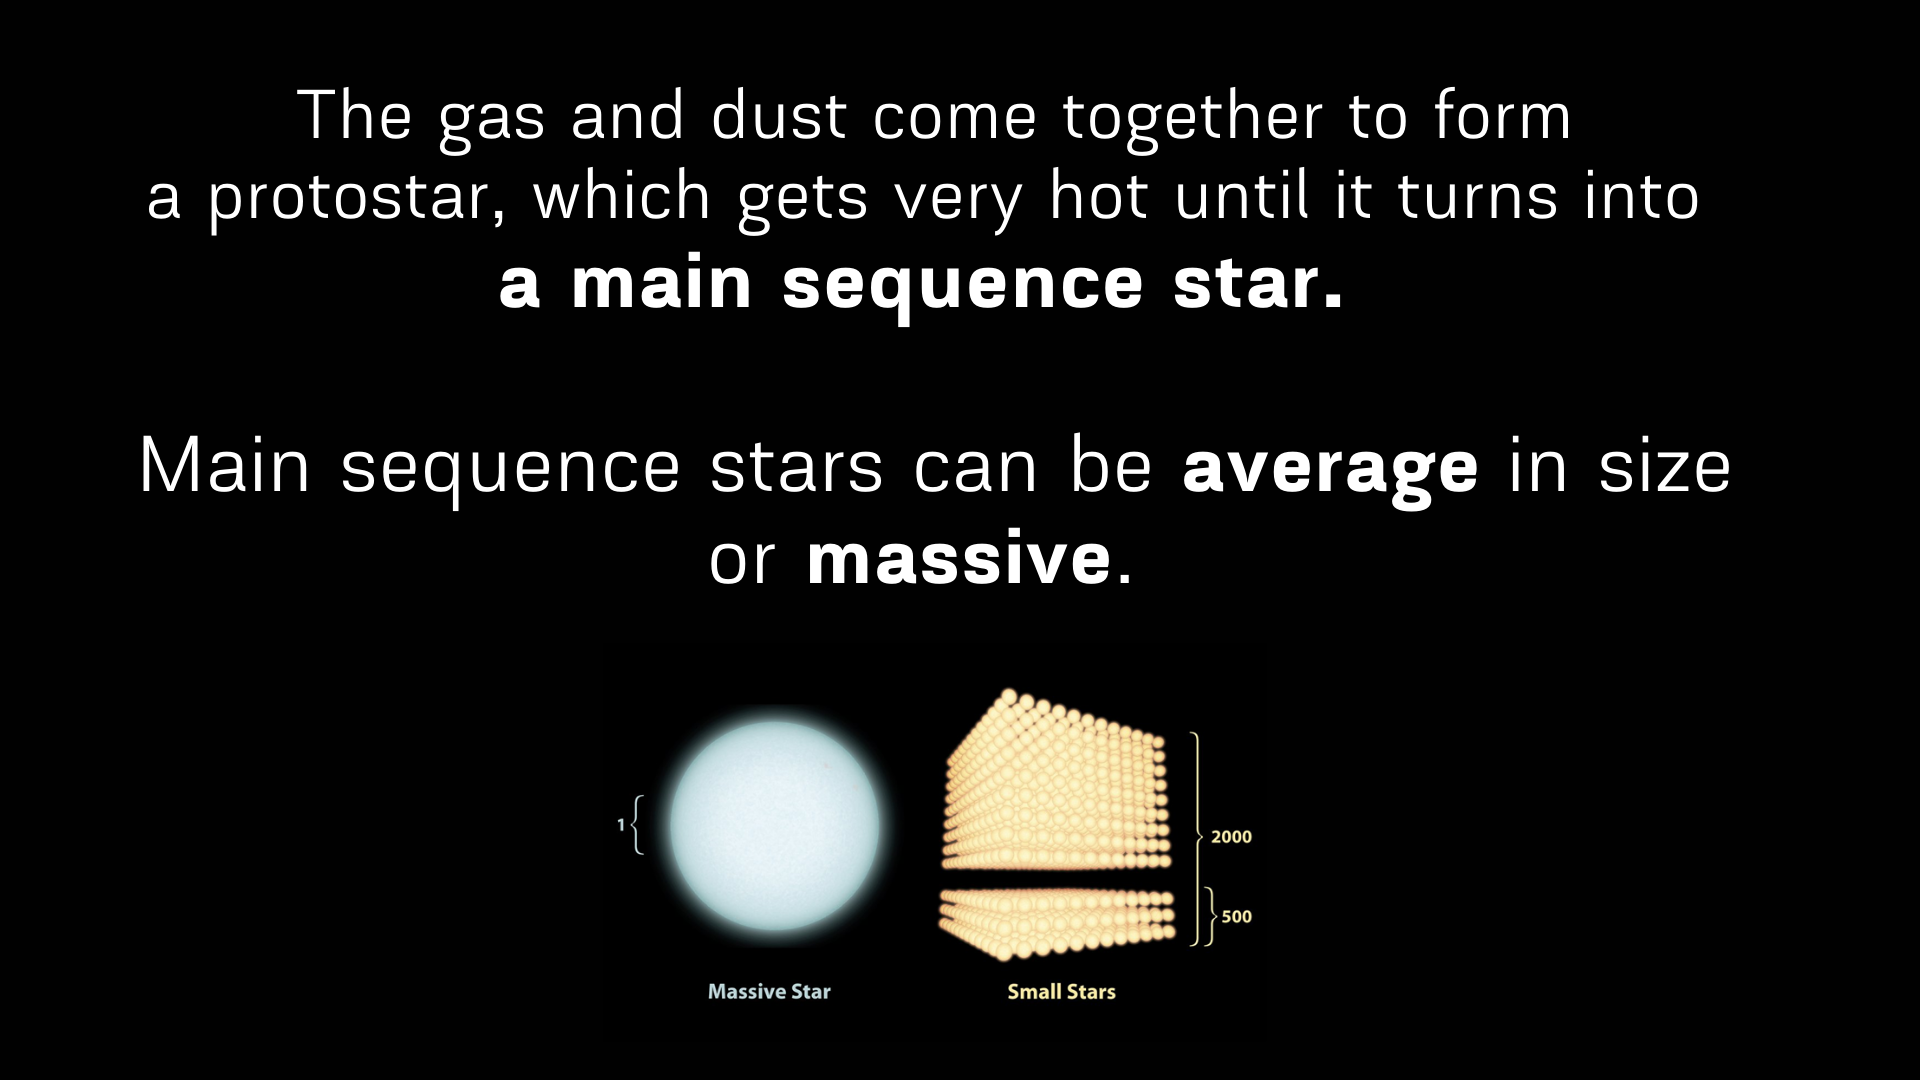 The gas and dust come together to form
a protostar, which gets very hot until it turns into
a main sequence star.
Main sequence stars can be average in size
or massive.
1
2000
500
Massive Star
Small Stars